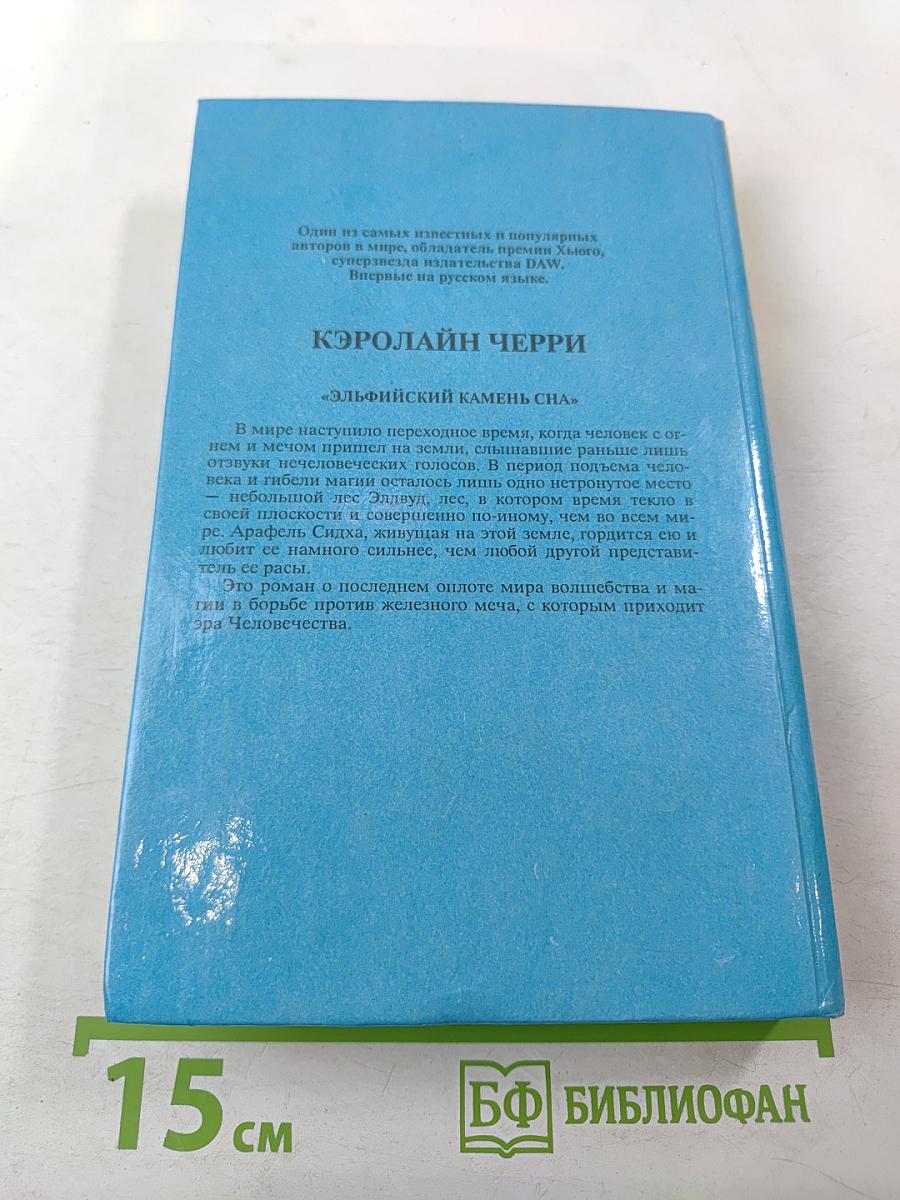 Один из самых известных и популярных
авторов в мире, обладатель премии Хьюго,
суперзвезда издательства DAW.
Впервые на русском языке.
КЭРОЛАЙН ЧЕРРИ
«ЭЛЬФИЙСКИЙ КАМЕНЬ СНА»
В мире наступило переходное время, когда человек с ог-
нем и мечом пришел на земли, слышавшие раньше лишь
отзвуки нечеловеческих голосов. В период подъема чело-
века и гибели магии осталось лишь одно нетронутое место
— небольшой лес Элдвуд, лес, в котором время текло в
своей плоскости и совершенно по-иному, чем во всем ми-
ре. Арафель Сидха, живущая на этой земле, гордится ею и
любит ее намного сильнее, чем любой другой представи-
тель ее расы.
Это роман о последнем оплоте мира волшебства и ма-
гии в борьбе против железного меча, с которым приходит
эра Человечества.
15 см
БФ БИБЛИОФАН